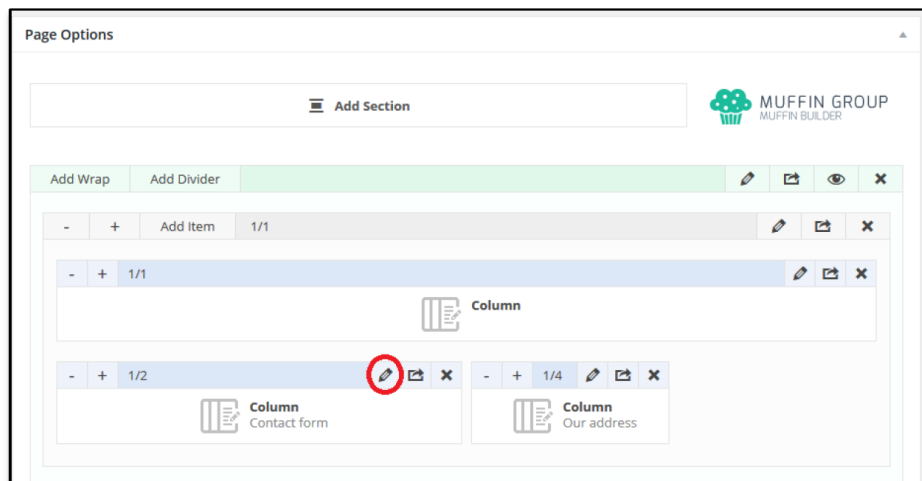 Page Options
Add Section
MUFFIN GROUP
MUFFIN BUILDER
Add Wrap Add Divider
- + Add Item 1/1
- + 1/1
Column
- + 1/2 - + 1/4
Column
Contact form
Column
Our address